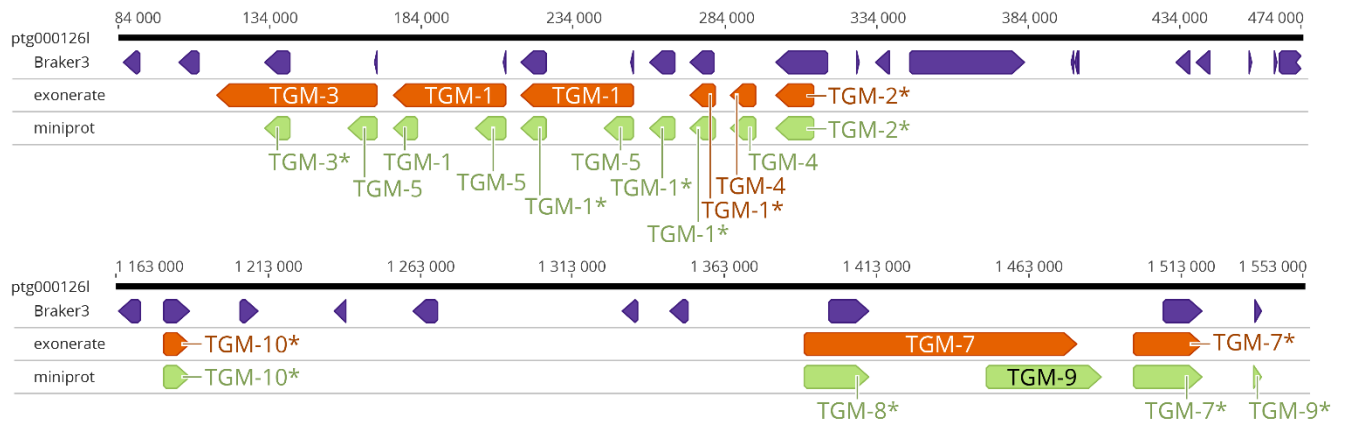 84 000 134 000 184 000 234 000 284 000 334 000 384 000 434 000 474 000
ptg000126l
Braker3
exonerate TGM-3 TGM-1 TGM-1 TGM-2*
miniprot TGM-2*
TGM-3* TGM-1 TGM-5 TGM-4
TGM-5 TGM-5 TGM-1* TGM-4
TGM-1* TGM-1*
TGM-1*
1 163 000 1 213 000 1 263 000 1 313 000 1 363 000 1 413 000 1 463 000 1 513 000 1 553 000
ptg000126l
Braker3
exonerate TGM-10* TGM-7 TGM-7*
miniprot TGM-10* TGM-9
TGM-8* TGM-7* TGM-9*